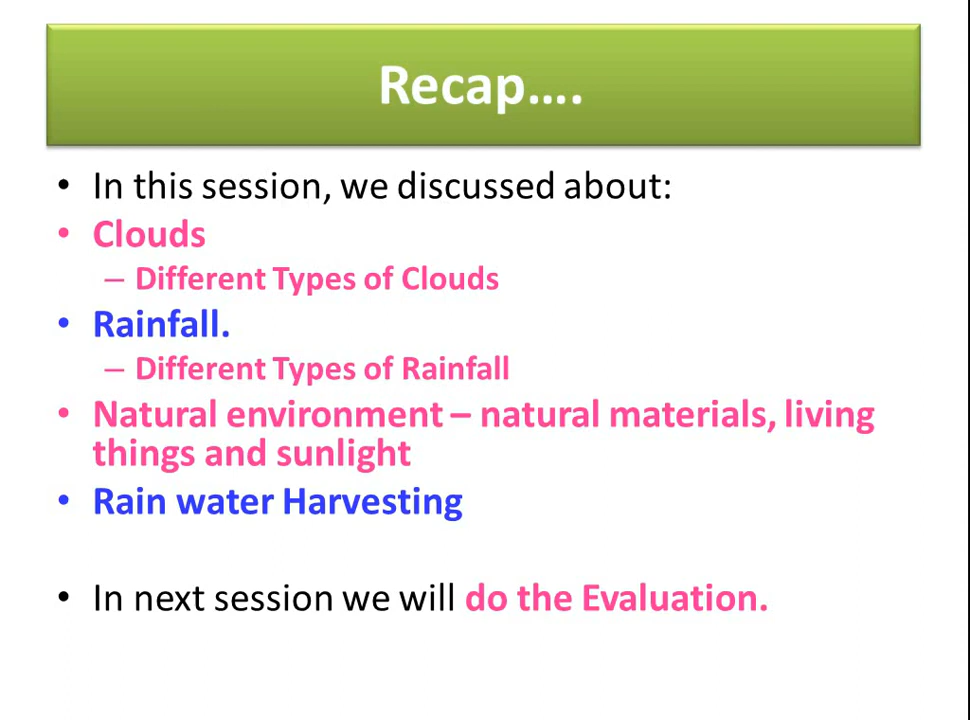 Recap....
• In this session, we discussed about:
• Clouds
– Different Types of Clouds
• Rainfall.
– Different Types of Rainfall
• Natural environment – natural materials, living
things and sunlight
• Rain water Harvesting
• In next session we will do the Evaluation.